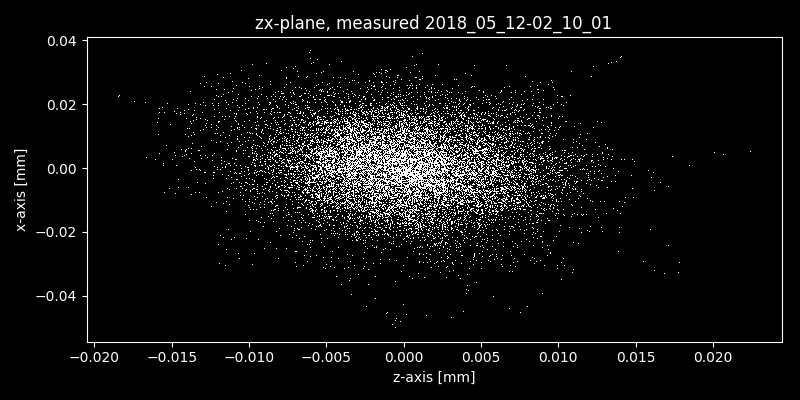 zx-plane, measured 2018_05_12-02_10_01
0.04
0.02
0.00
−0.02
−0.04
x-axis [mm]
−0.020 −0.015 −0.010 −0.005 0.000 0.005 0.010 0.015 0.020
z-axis [mm]